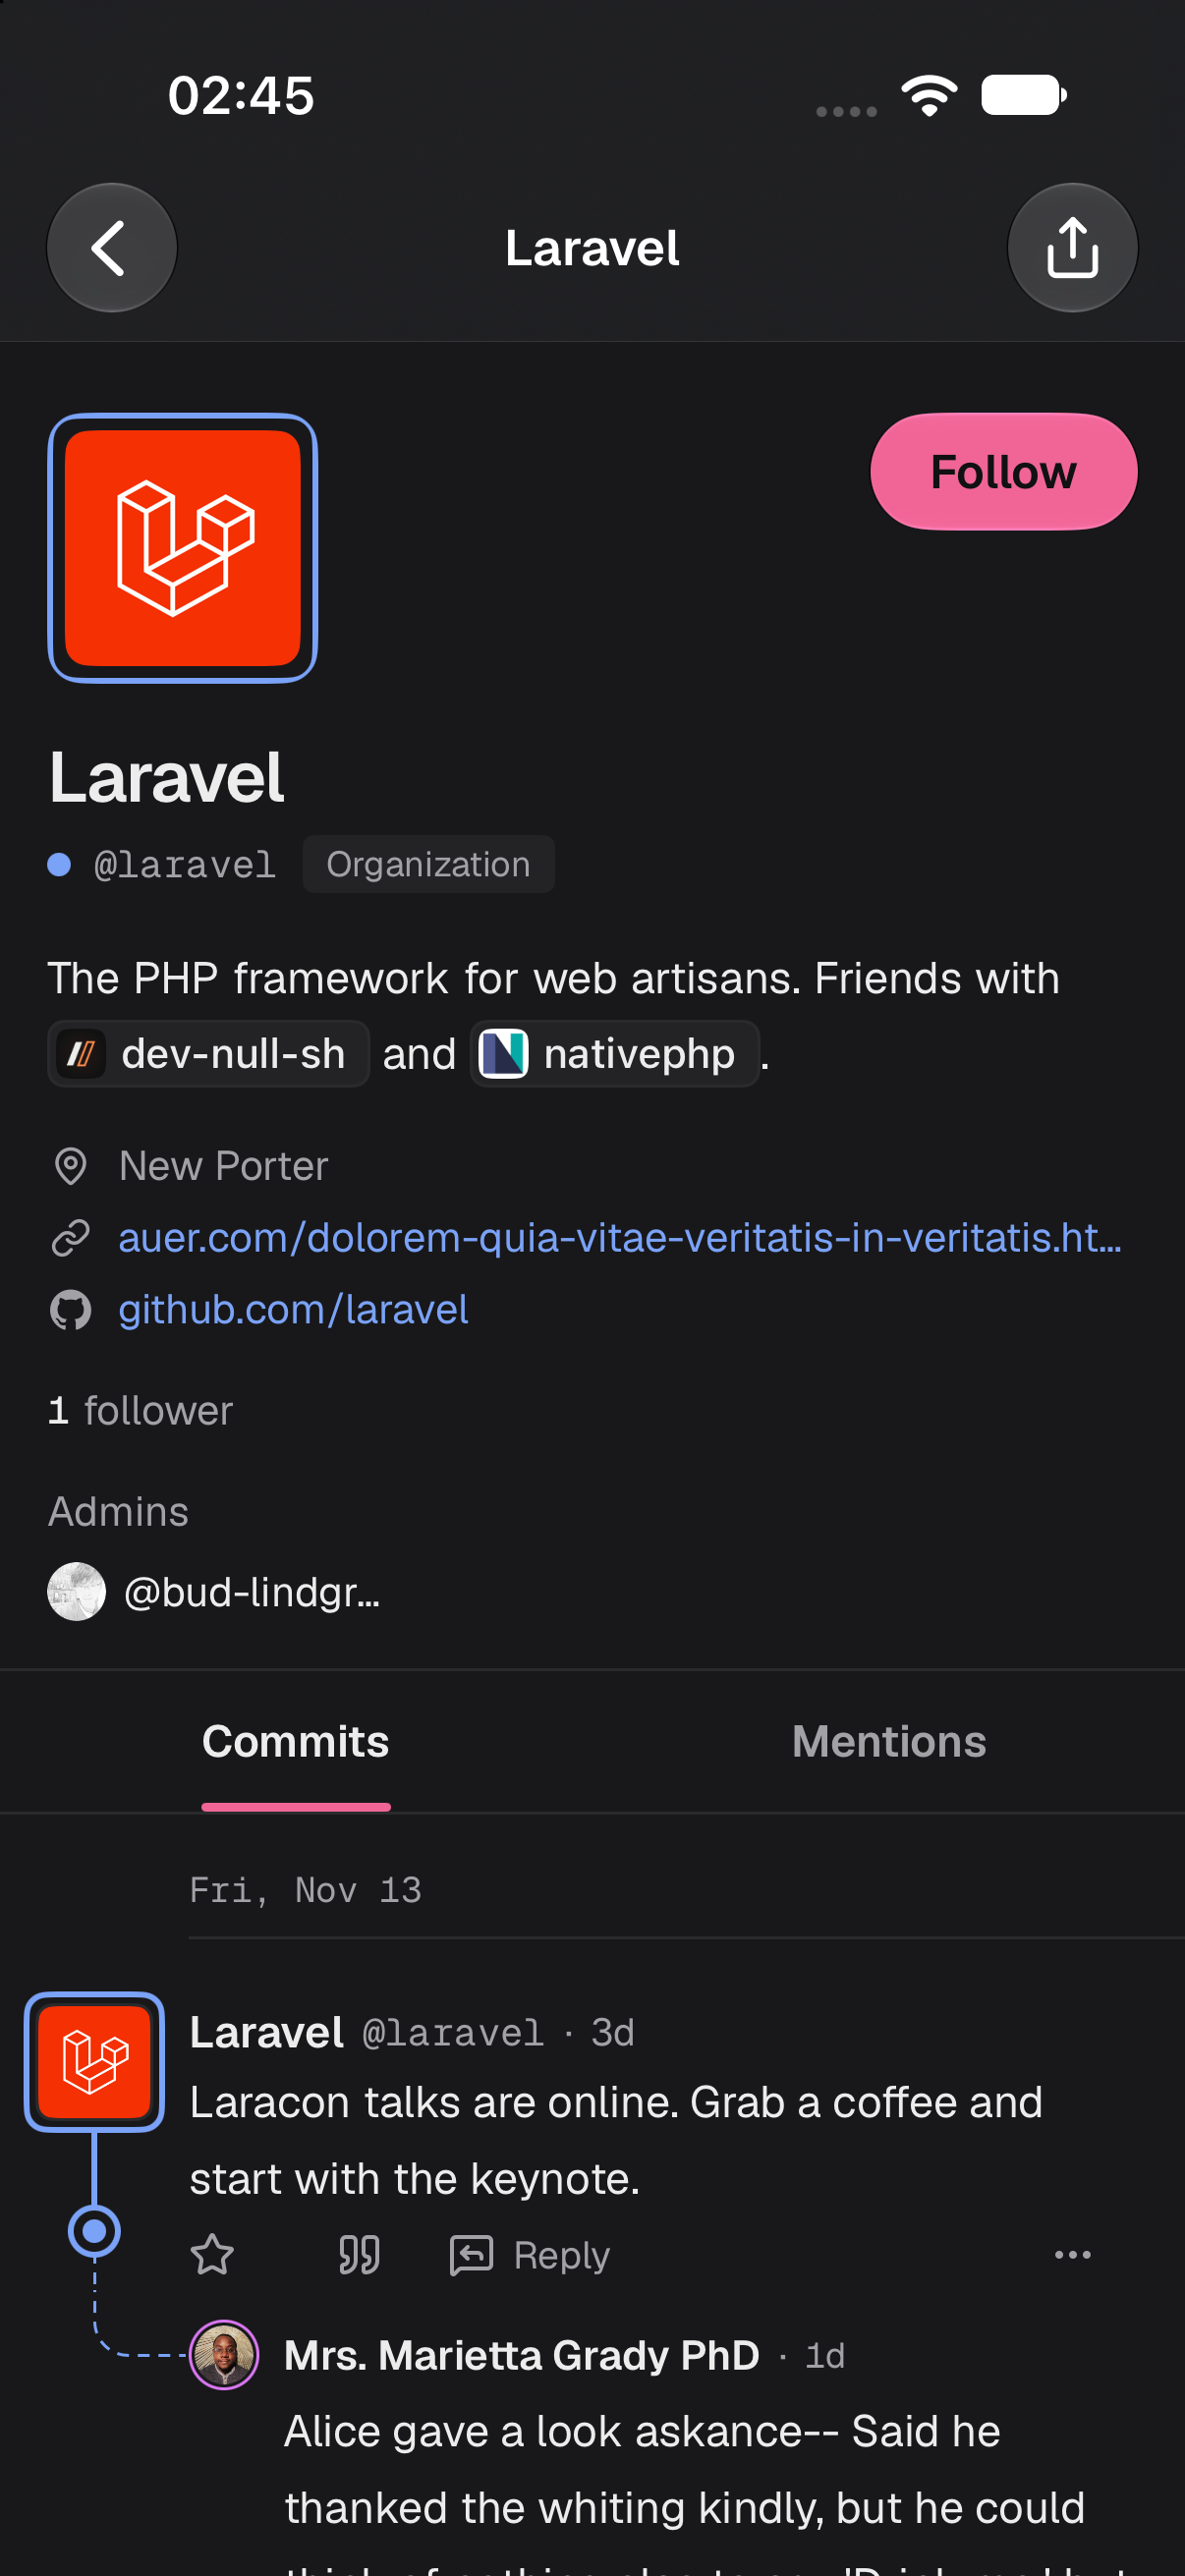 02:45
Laravel
Follow
Laravel
@laravel Organization
The PHP framework for web artisans. Friends with
dev-null-sh and nativephp.
New Porter
auer.com/dolorem-quia-vitae-veritatis-in-veritatis.ht...
github.com/laravel
1 follower
Admins
@bud-lindgr...
Commits Mentions
Fri, Nov 13
Laravel @laravel · 3d
Laracon talks are online. Grab a coffee and
start with the keynote.
Reply
Mrs. Marietta Grady PhD · 1d
Alice gave a look askance-- Said he
thanked the whiting kindly, but he could